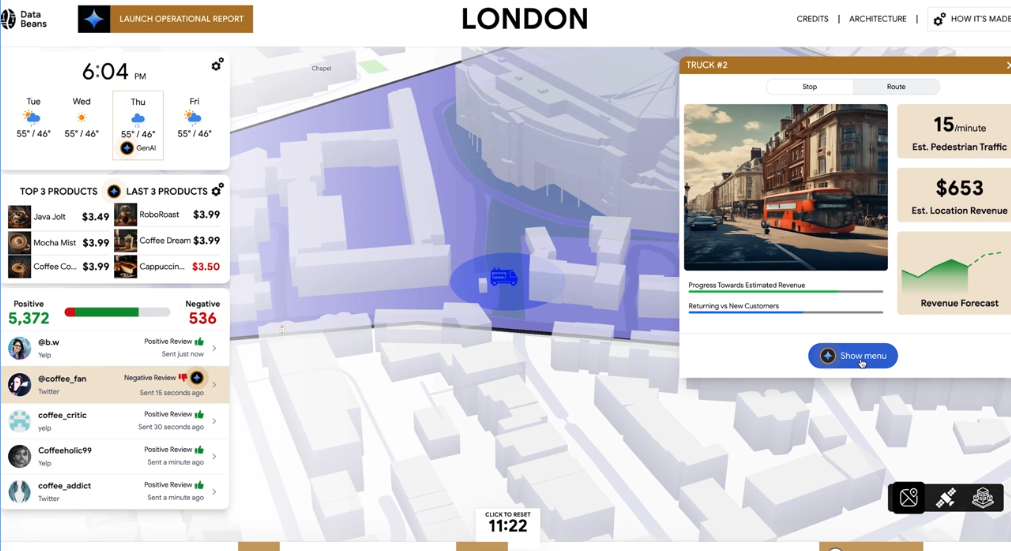 Data
Beans
LAUNCH OPERATIONAL REPORT
LONDON
CREDITS | ARCHITECTURE |
HOW IT'S MADE
6:04 PM
Tue Wed Thu Fri
55° / 46° 55° / 46° 55° / 46° 55° / 46°
GenAI
Chapel
TOP 3 PRODUCTS LAST 3 PRODUCTS
Java Jolt $3.49 RoboRoast $3.99
Mocha Mist $3.99 Coffee Dream $3.99
Coffee Co... $3.99 Cappuccin... $3.50
Positive Negative
5,372 536
@b.w Positive Review
Yelp Sent just now
@coffee_fan Negative Review
Twitter Sent 15 seconds ago
coffee_critic Positive Review
yelp Sent 30 seconds ago
Coffeeholic99 Positive Review
Yelp Sent a minute ago
coffee_addict Positive Review
Twitter Sent a minute ago
CLICK TO RESET
11:22
TRUCK #2
Stop Route
15/minute
Est. Pedestrian Traffic
$653
Est. Location Revenue
Progress Towards Estimated Revenue
Returning vs New Customers
Revenue Forecast
Show menu